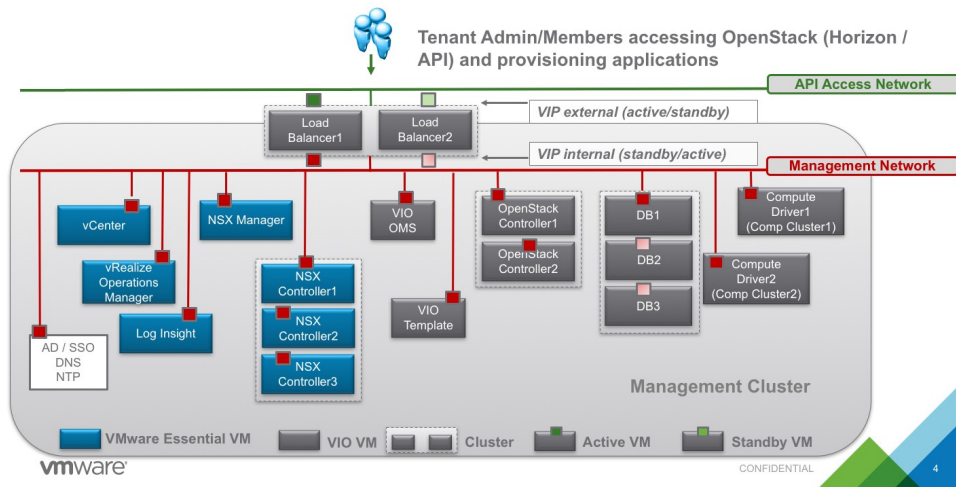 Tenant Admin/Members accessing OpenStack (Horizon /
API) and provisioning applications
API Access Network
VIP external (active/standby)
Load
Balancer1
Load
Balancer2
VIP internal (standby/active)
Management Network
vCenter
NSX Manager
VIO
OMS
OpenStack
Controller1
OpenStack
Controller2
DB1
DB2
DB3
Compute
Driver1
(Comp Cluster1)
Compute
Driver2
(Comp Cluster2)
vRealize
Operations
Manager
NSX
Controller1
NSX
Controller2
NSX
Controller3
VIO
Template
Log Insight
AD / SSO
DNS
NTP
Management Cluster
VMware Essential VM
VIO VM
Cluster
Active VM
Standby VM
vmware®
CONFIDENTIAL
4